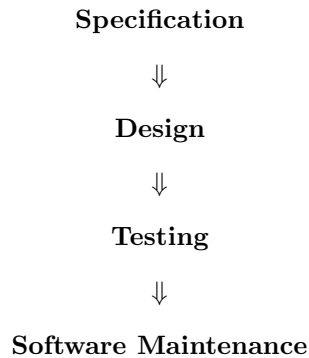 Specification
⇓
Design
⇓
Testing
⇓
Software Maintenance